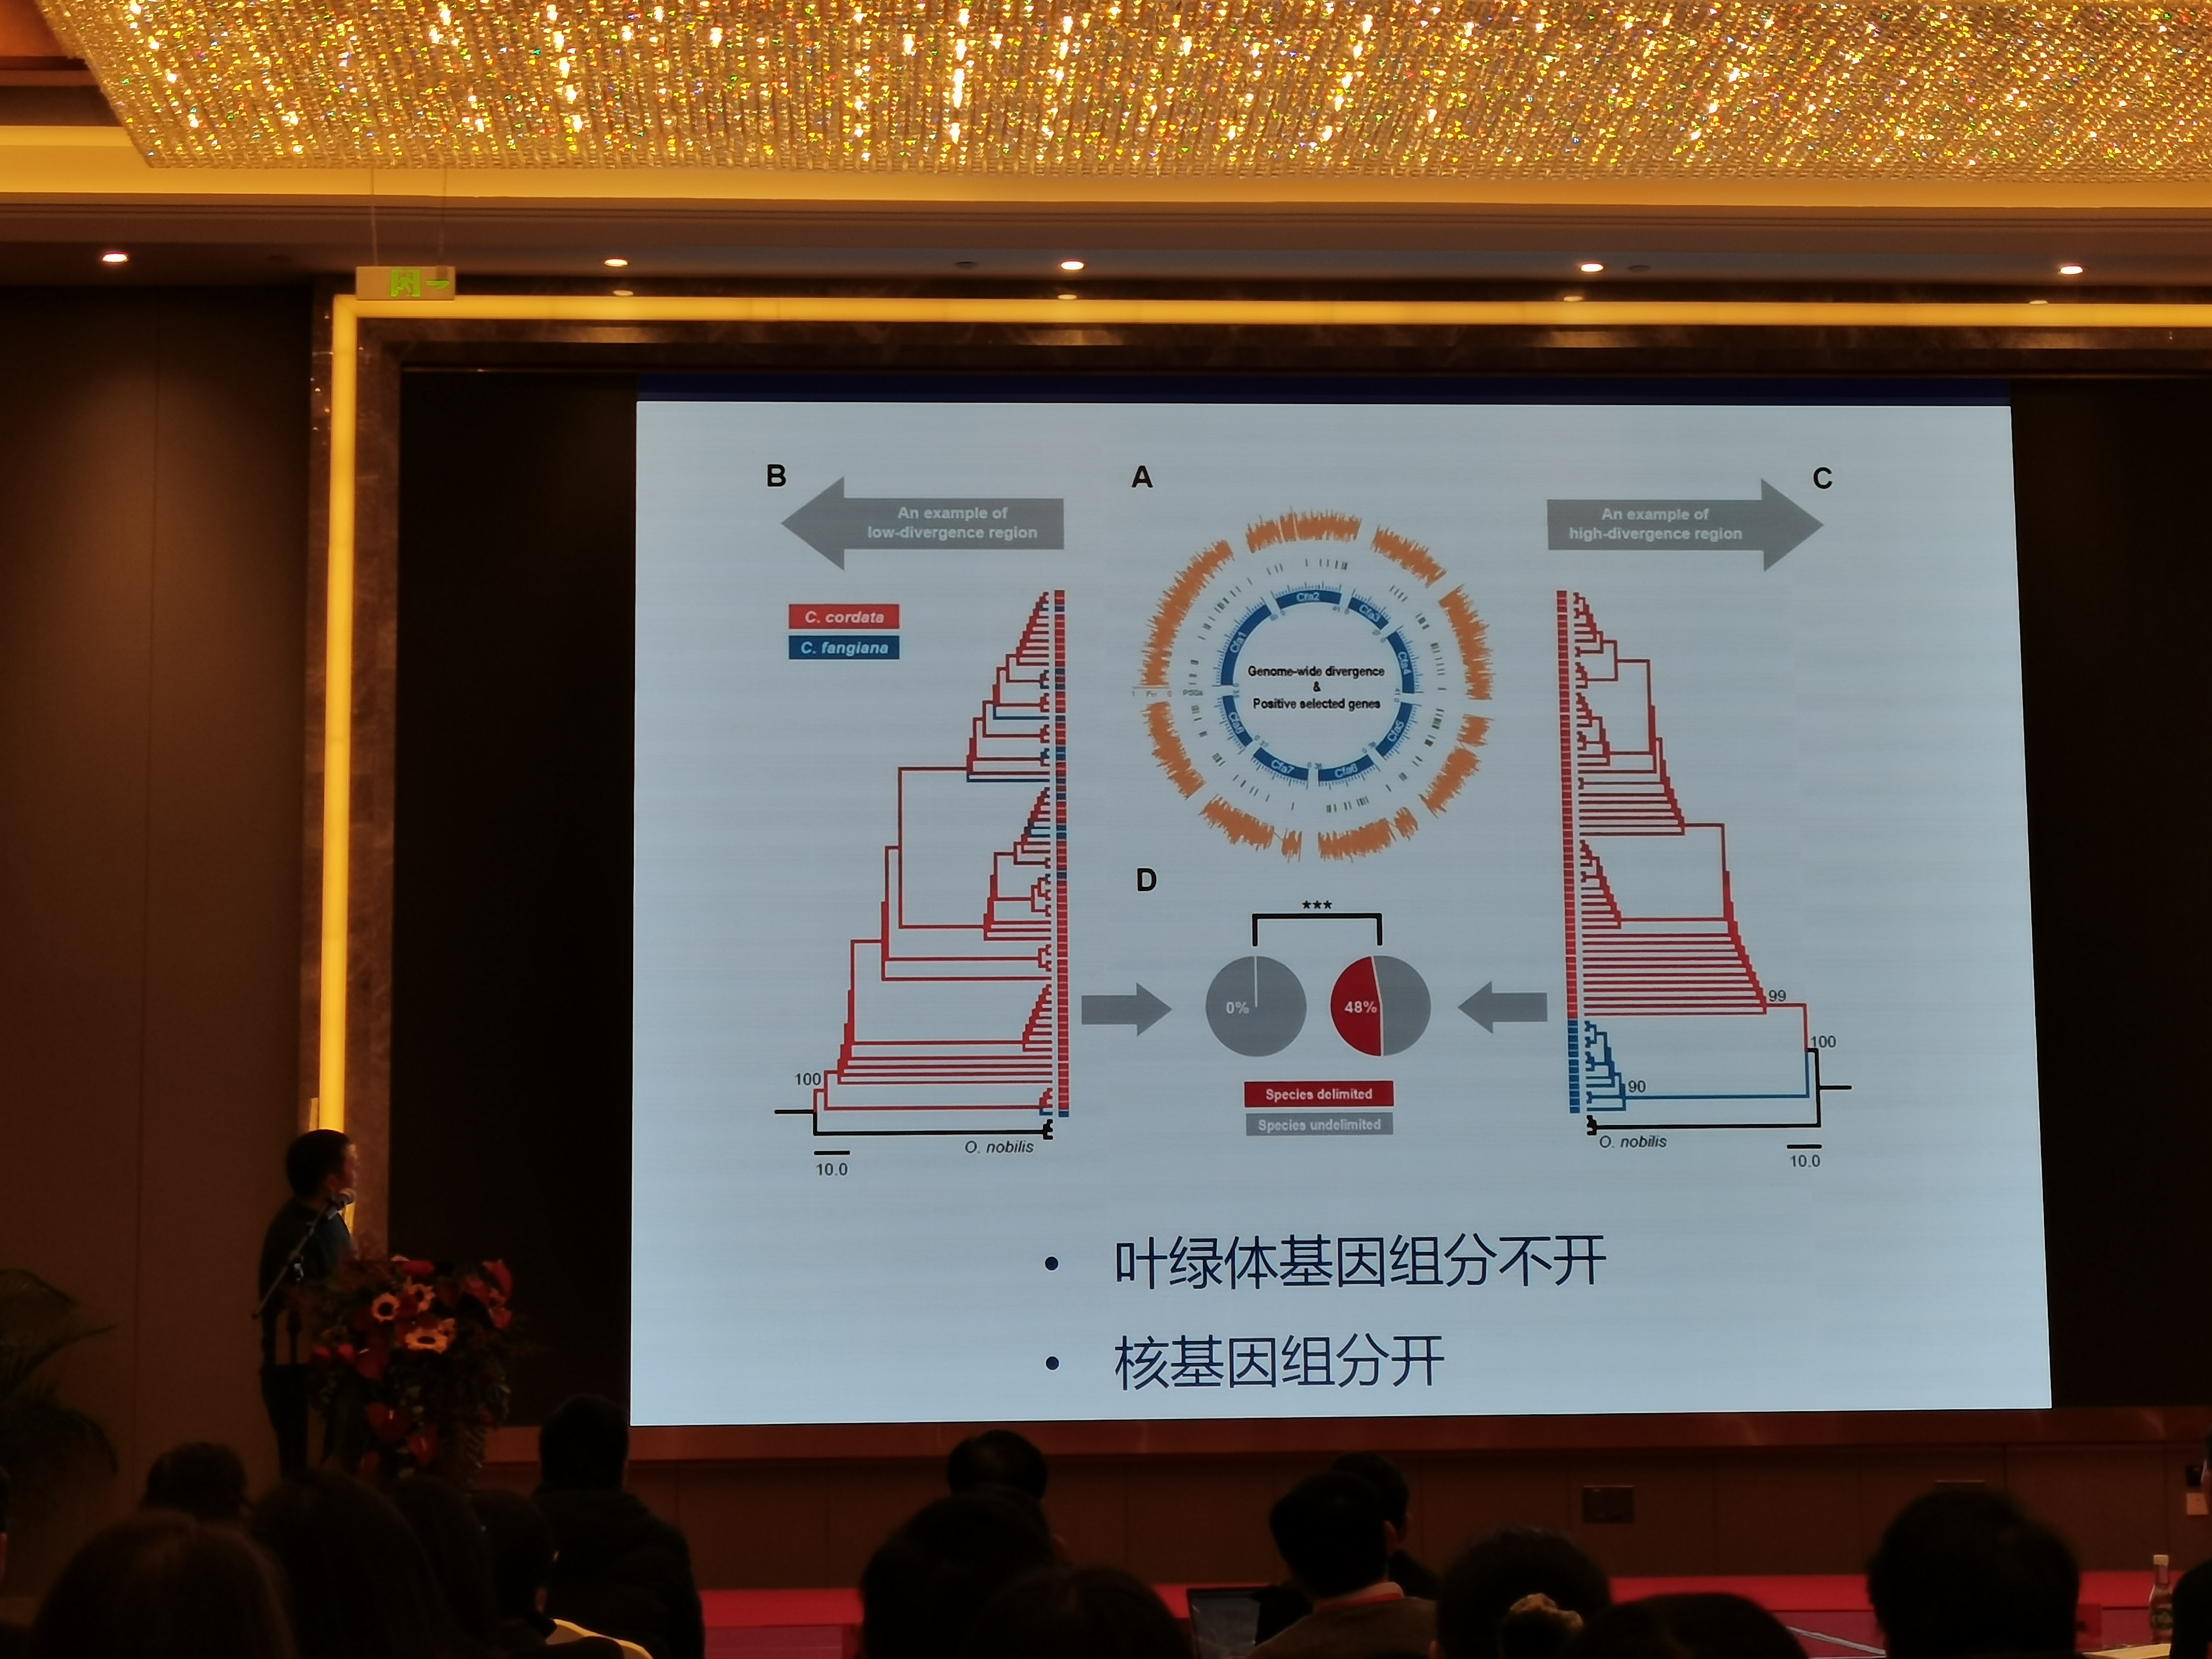 B
An example of
low-divergence region
A
C
An example of
high-divergence region
C. cordata
C. fangiana
Cfa1
Cfa2
Cfa3
Cfa4
Cfa5
Cfa6
Cfa7
Cfa8
Genome-wide divergence
&
Positive selected genes
D
***
0%
48%
Species delimited
Species undelimited
100
O. nobilis
10.0
99
100
90
O. nobilis
10.0
• 叶绿体基因组分不开
• 核基因组分开